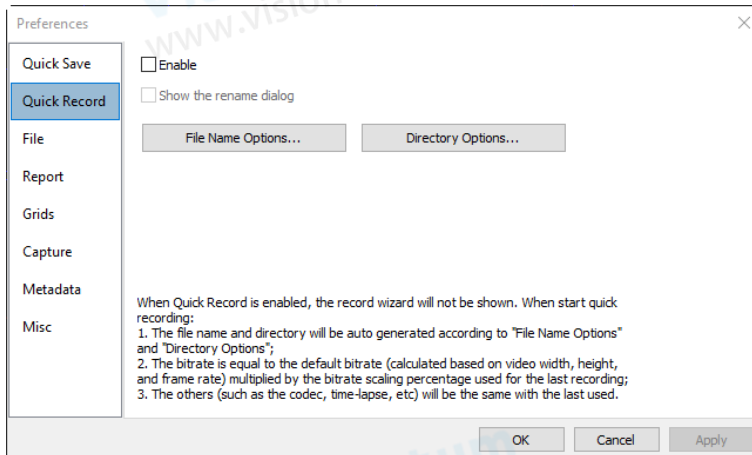 www.vision
Preferences
Quick Save
Quick Record
File
Report
Grids
Capture
Metadata
Misc
Enable
Show the rename dialog
File Name Options...
Directory Options...
When Quick Record is enabled, the record wizard will not be shown. When start quick
recording:
1. The file name and directory will be auto generated according to "File Name Options"
and "Directory Options";
2. The bitrate is equal to the default bitrate (calculated based on video width, height,
and frame rate) multiplied by the bitrate scaling percentage used for the last recording;
3. The others (such as the codec, time-lapse, etc) will be the same with the last used.
OK
Cancel
Apply